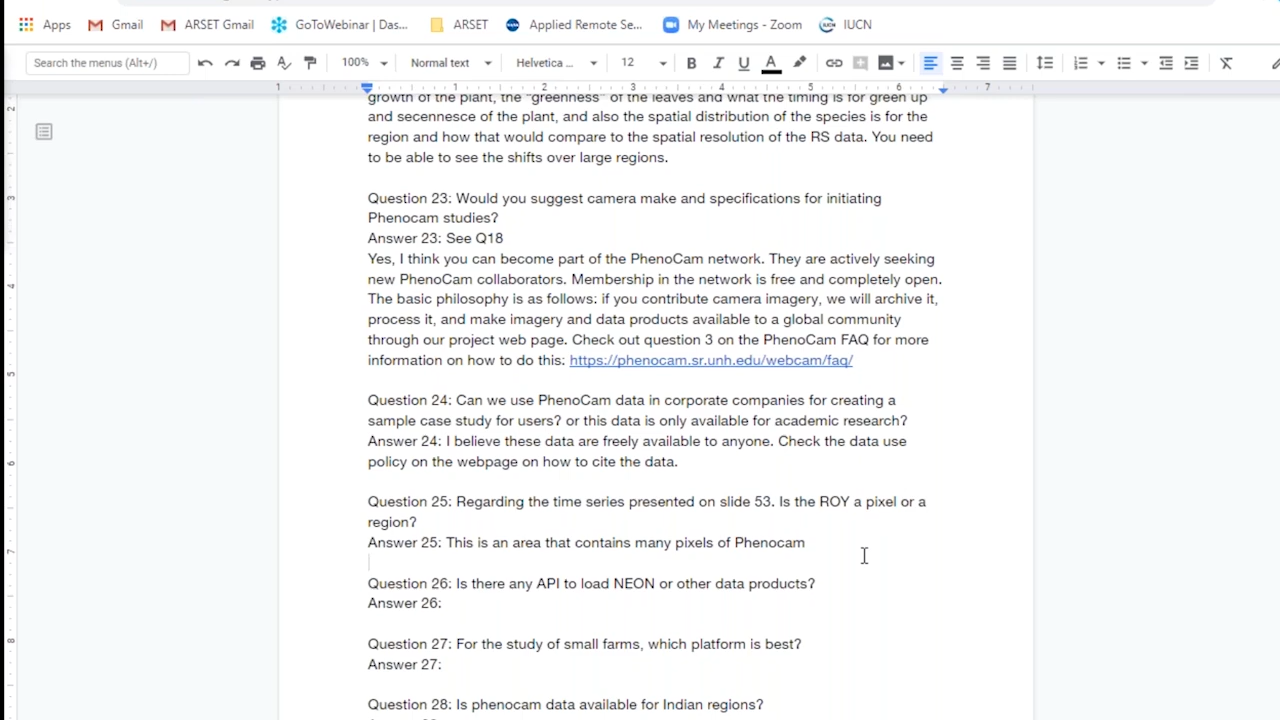 Apps Gmail ARSET Gmail GoToWebinar | Das... ARSET Applied Remote Se... My Meetings - Zoom IUCN
Search the menus (Alt+/) 100% Normal text Helvetica ... 12 B I U A
1 1 2 3 4 5 6 7
2
3
4
5
6
7
8
growth of the plant, the "greenness" of the leaves and what the timing is for green up
and secennesce of the plant, and also the spatial distribution of the species is for the
region and how that would compare to the spatial resolution of the RS data. You need
to be able to see the shifts over large regions.
Question 23: Would you suggest camera make and specifications for initiating
Phenocam studies?
Answer 23: See Q18
Yes, I think you can become part of the PhenoCam network. They are actively seeking
new PhenoCam collaborators. Membership in the network is free and completely open.
The basic philosophy is as follows: if you contribute camera imagery, we will archive it,
process it, and make imagery and data products available to a global community
through our project web page. Check out question 3 on the PhenoCam FAQ for more
information on how to do this: https://phenocam.sr.unh.edu/webcam/faq/
Question 24: Can we use PhenoCam data in corporate companies for creating a
sample case study for users? or this data is only available for academic research?
Answer 24: I believe these data are freely available to anyone. Check the data use
policy on the webpage on how to cite the data.
Question 25: Regarding the time series presented on slide 53. Is the ROY a pixel or a
region?
Answer 25: This is an area that contains many pixels of Phenocam
Question 26: Is there any API to load NEON or other data products?
Answer 26:
Question 27: For the study of small farms, which platform is best?
Answer 27:
Question 28: Is phenocam data available for Indian regions?